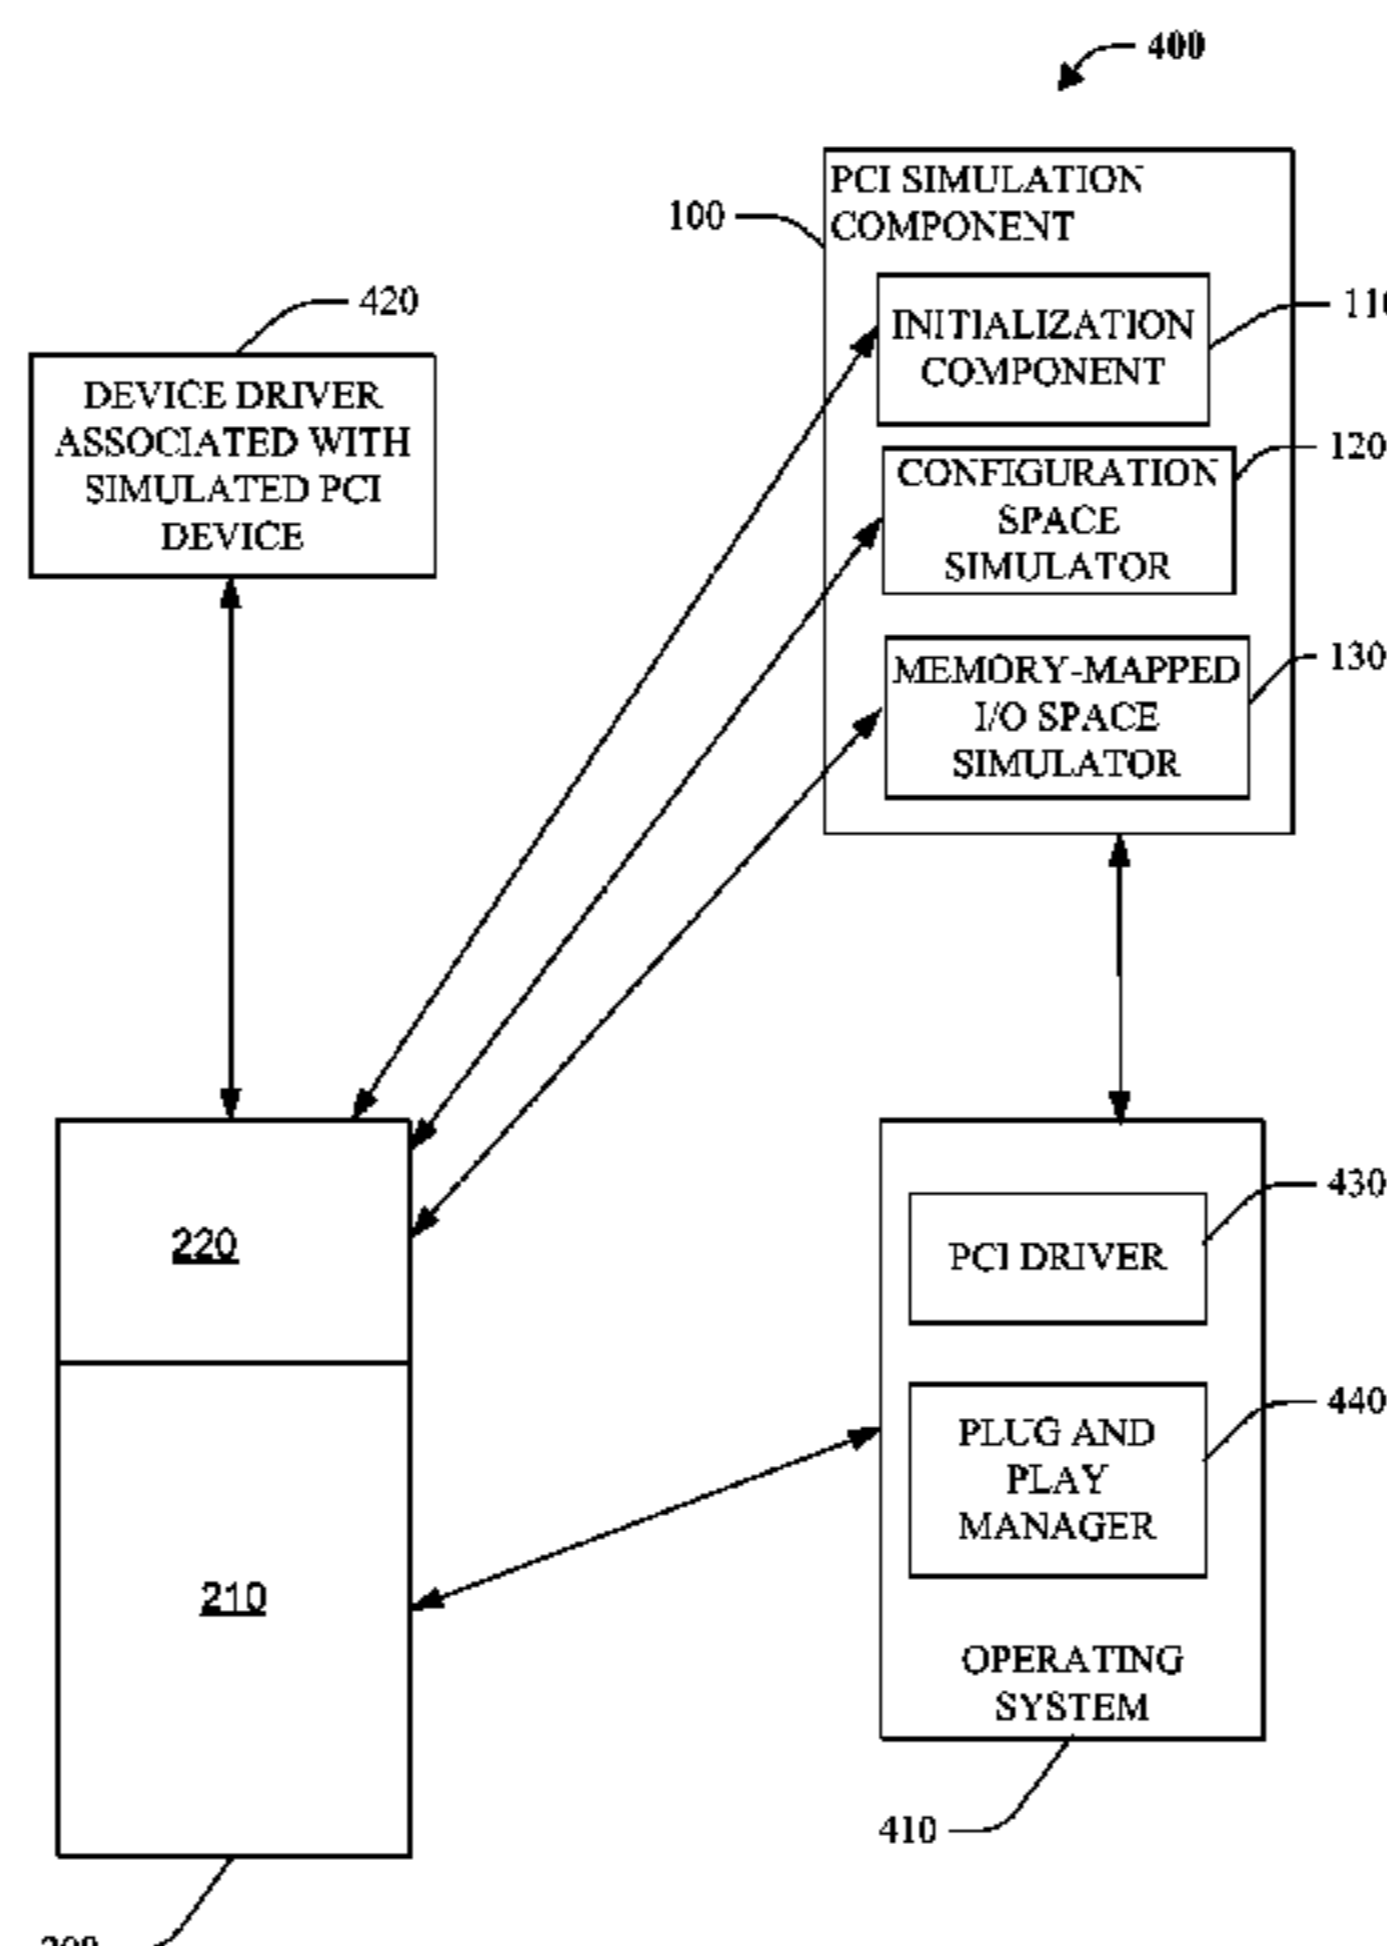 400
PCI SIMULATION
COMPONENT
100
INITIALIZATION
COMPONENT
110
420
DEVICE DRIVER
ASSOCIATED WITH
SIMULATED PCI
DEVICE
CONFIGURATION
SPACE
SIMULATOR
120
MEMORY-MAPPED
I/O SPACE
SIMULATOR
130
220
210
PCI DRIVER
430
PLUG AND
PLAY
MANAGER
440
OPERATING
SYSTEM
410